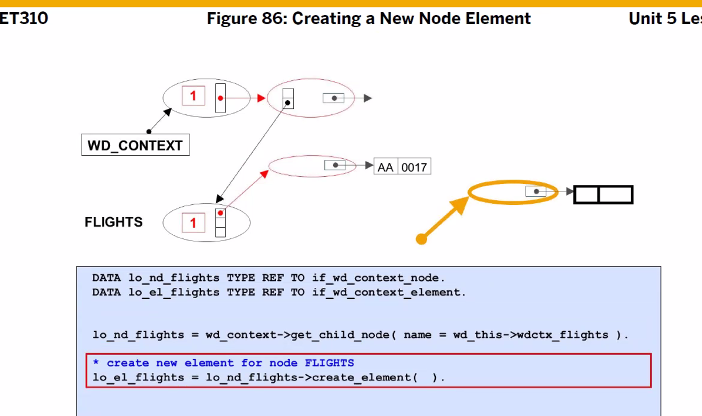 ET310
Figure 86: Creating a New Node Element
Unit 5 Les
1
WD_CONTEXT
AA 0017
FLIGHTS
1
DATA lo_nd_flights TYPE REF TO if_wd_context_node.
DATA lo_el_flights TYPE REF TO if_wd_context_element.
lo_nd_flights = wd_context->get_child_node( name = wd_this->wdctx_flights ).
* create new element for node FLIGHTS
lo_el_flights = lo_nd_flights->create_element(  ).